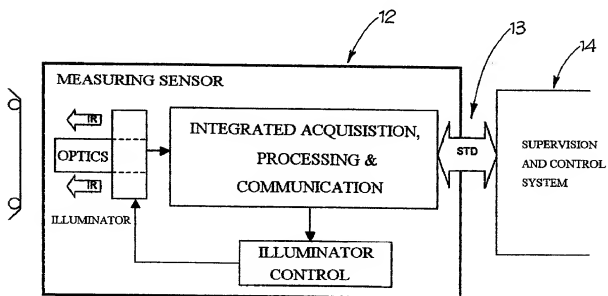 12
13
14
MEASURING SENSOR
IR
OPTICS
IR
ILLUMINATOR
INTEGRATED ACQUISISTION,
PROCESSING &
COMMUNICATION
STD
SUPERVISION
AND CONTROL
SYSTEM
ILLUMINATOR
CONTROL